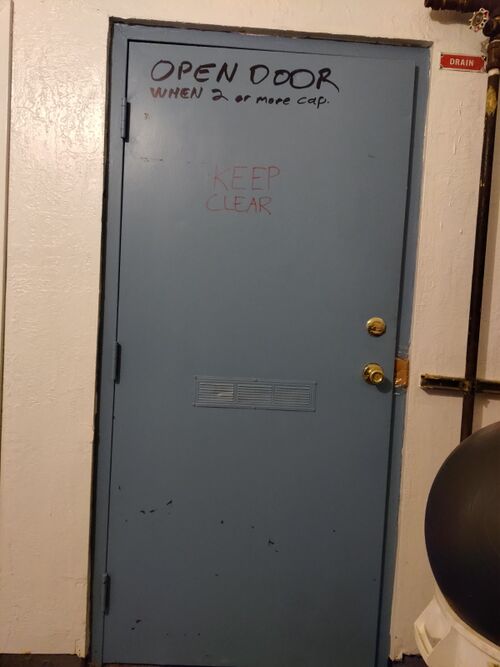 OPEN DOOR
WHEN 2 or more cap.
DRAIN
KEEP
CLEAR